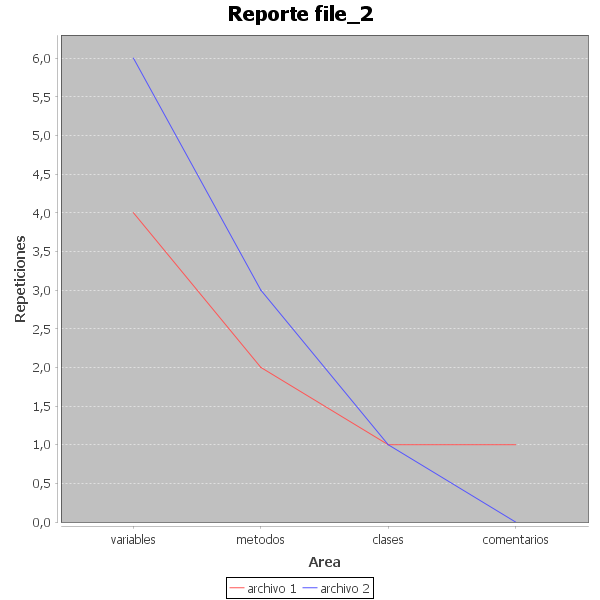 Reporte file_2
Repeticiones
6,0
5,5
5,0
4,5
4,0
3,5
3,0
2,5
2,0
1,5
1,0
0,5
0,0
variables metodos clases comentarios
Area
archivo 1 archivo 2